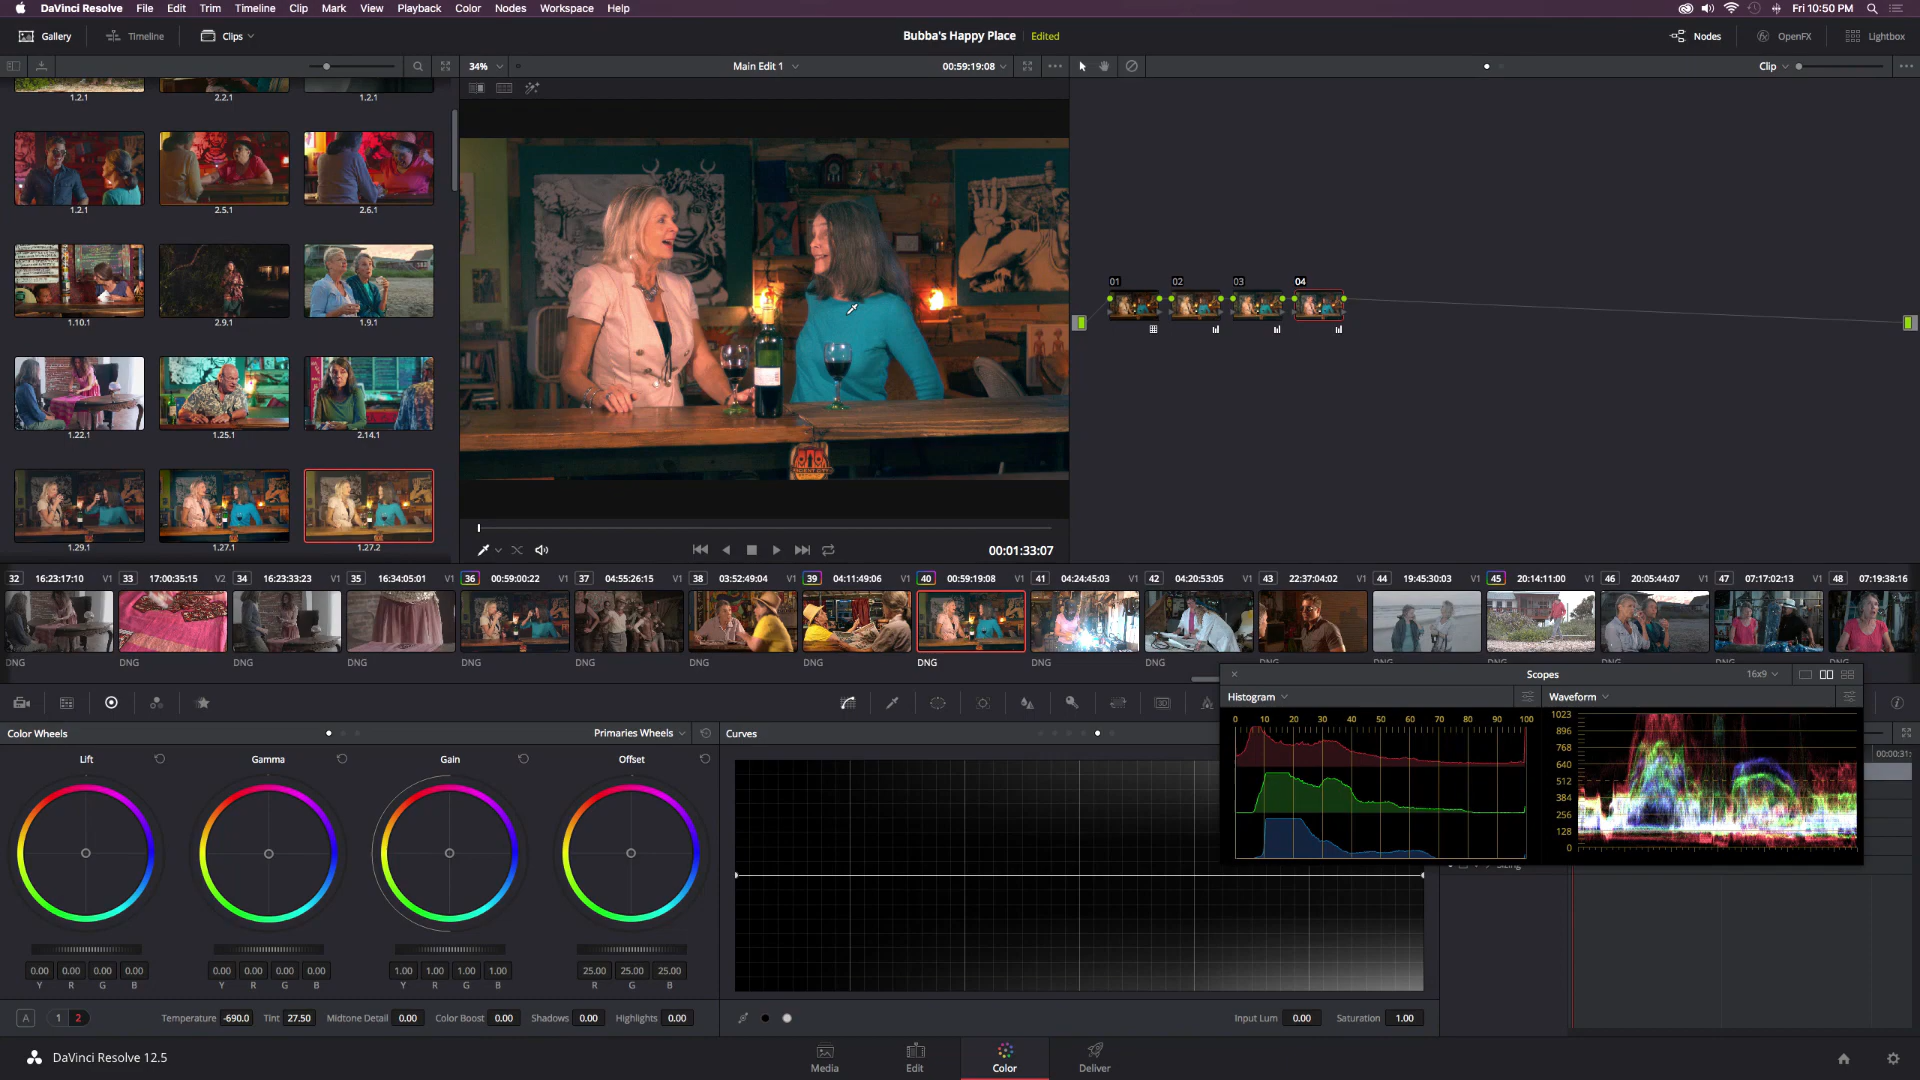 DaVinci Resolve File Edit Trim Timeline Clip Mark View Playback Color Nodes Workspace Help Fri 10:50 PM
Gallery Timeline Clips Bubba's Happy Place Edited Nodes OpenFX Lightbox
34% Main Edit 1 00:59:19:08 Clip
1.2.1 2.2.1 1.2.1
1.2.1 2.5.1 2.6.1
1.10.1 2.9.1 1.9.1
1.22.1 1.25.1 2.14.1
1.29.1 1.27.1 1.27.2
01 02 03 04
00:01:33:07
32 16:23:17:10 V1 33 17:00:35:15 V2 34 16:23:33:23 V1 35 16:34:05:01 V1 36 00:59:00:22 V1 37 04:55:26:15 V1 38 03:52:49:04 V1 39 04:11:49:06 V1 40 00:59:19:08 V1 41 04:24:45:03 V1 42 04:20:53:05 V1 43 22:37:04:02 V1 44 19:45:30:03 V1 45 20:14:11:00 V1 46 20:05:44:07 V1 47 07:17:02:13 V1 48 07:19:38:16
DNG DNG DNG DNG DNG DNG DNG DNG DNG DNG DNG
Scopes 16x9
Histogram Waveform
0 10 20 30 40 50 60 70 80 90 100
1023
896
768
640
512
384
256
128
0
00:00:31:
Color Wheels Primaries Wheels Curves
Lift Gamma Gain Offset
0.00 0.00 0.00 0.00 0.00 0.00 0.00 0.00 1.00 1.00 1.00 1.00 25.00 25.00 25.00
Y R G B Y R G B Y R G B R G B
A 1 2 Temperature -690.0 Tint 27.50 Midtone Detail 0.00 Color Boost 0.00 Shadows 0.00 Highlights 0.00 Input Lum 0.00 Saturation 1.00
DaVinci Resolve 12.5 Media Edit Color Deliver